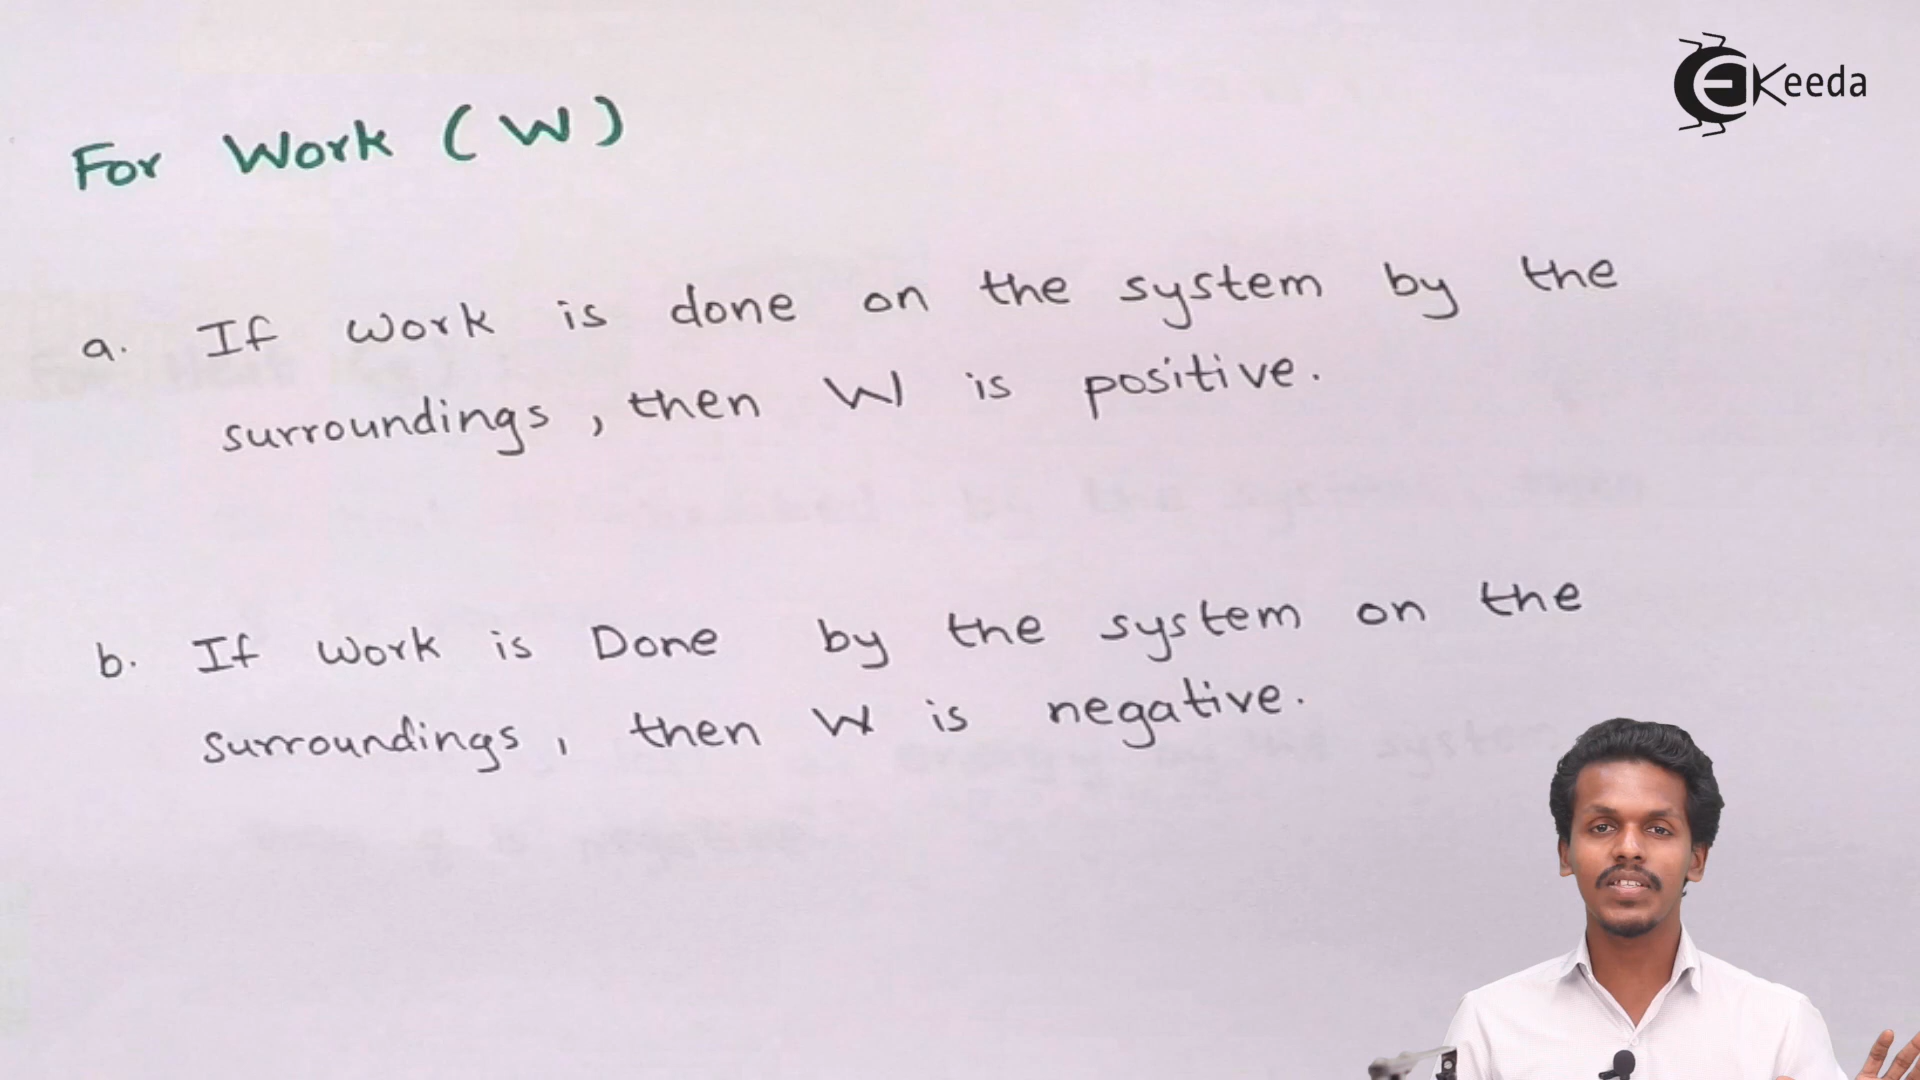 EKeeda
For Work (W)
a. If work is done on the system by the
surroundings, then W is positive.
b. If work is Done by the system on the
surroundings, then W is negative.